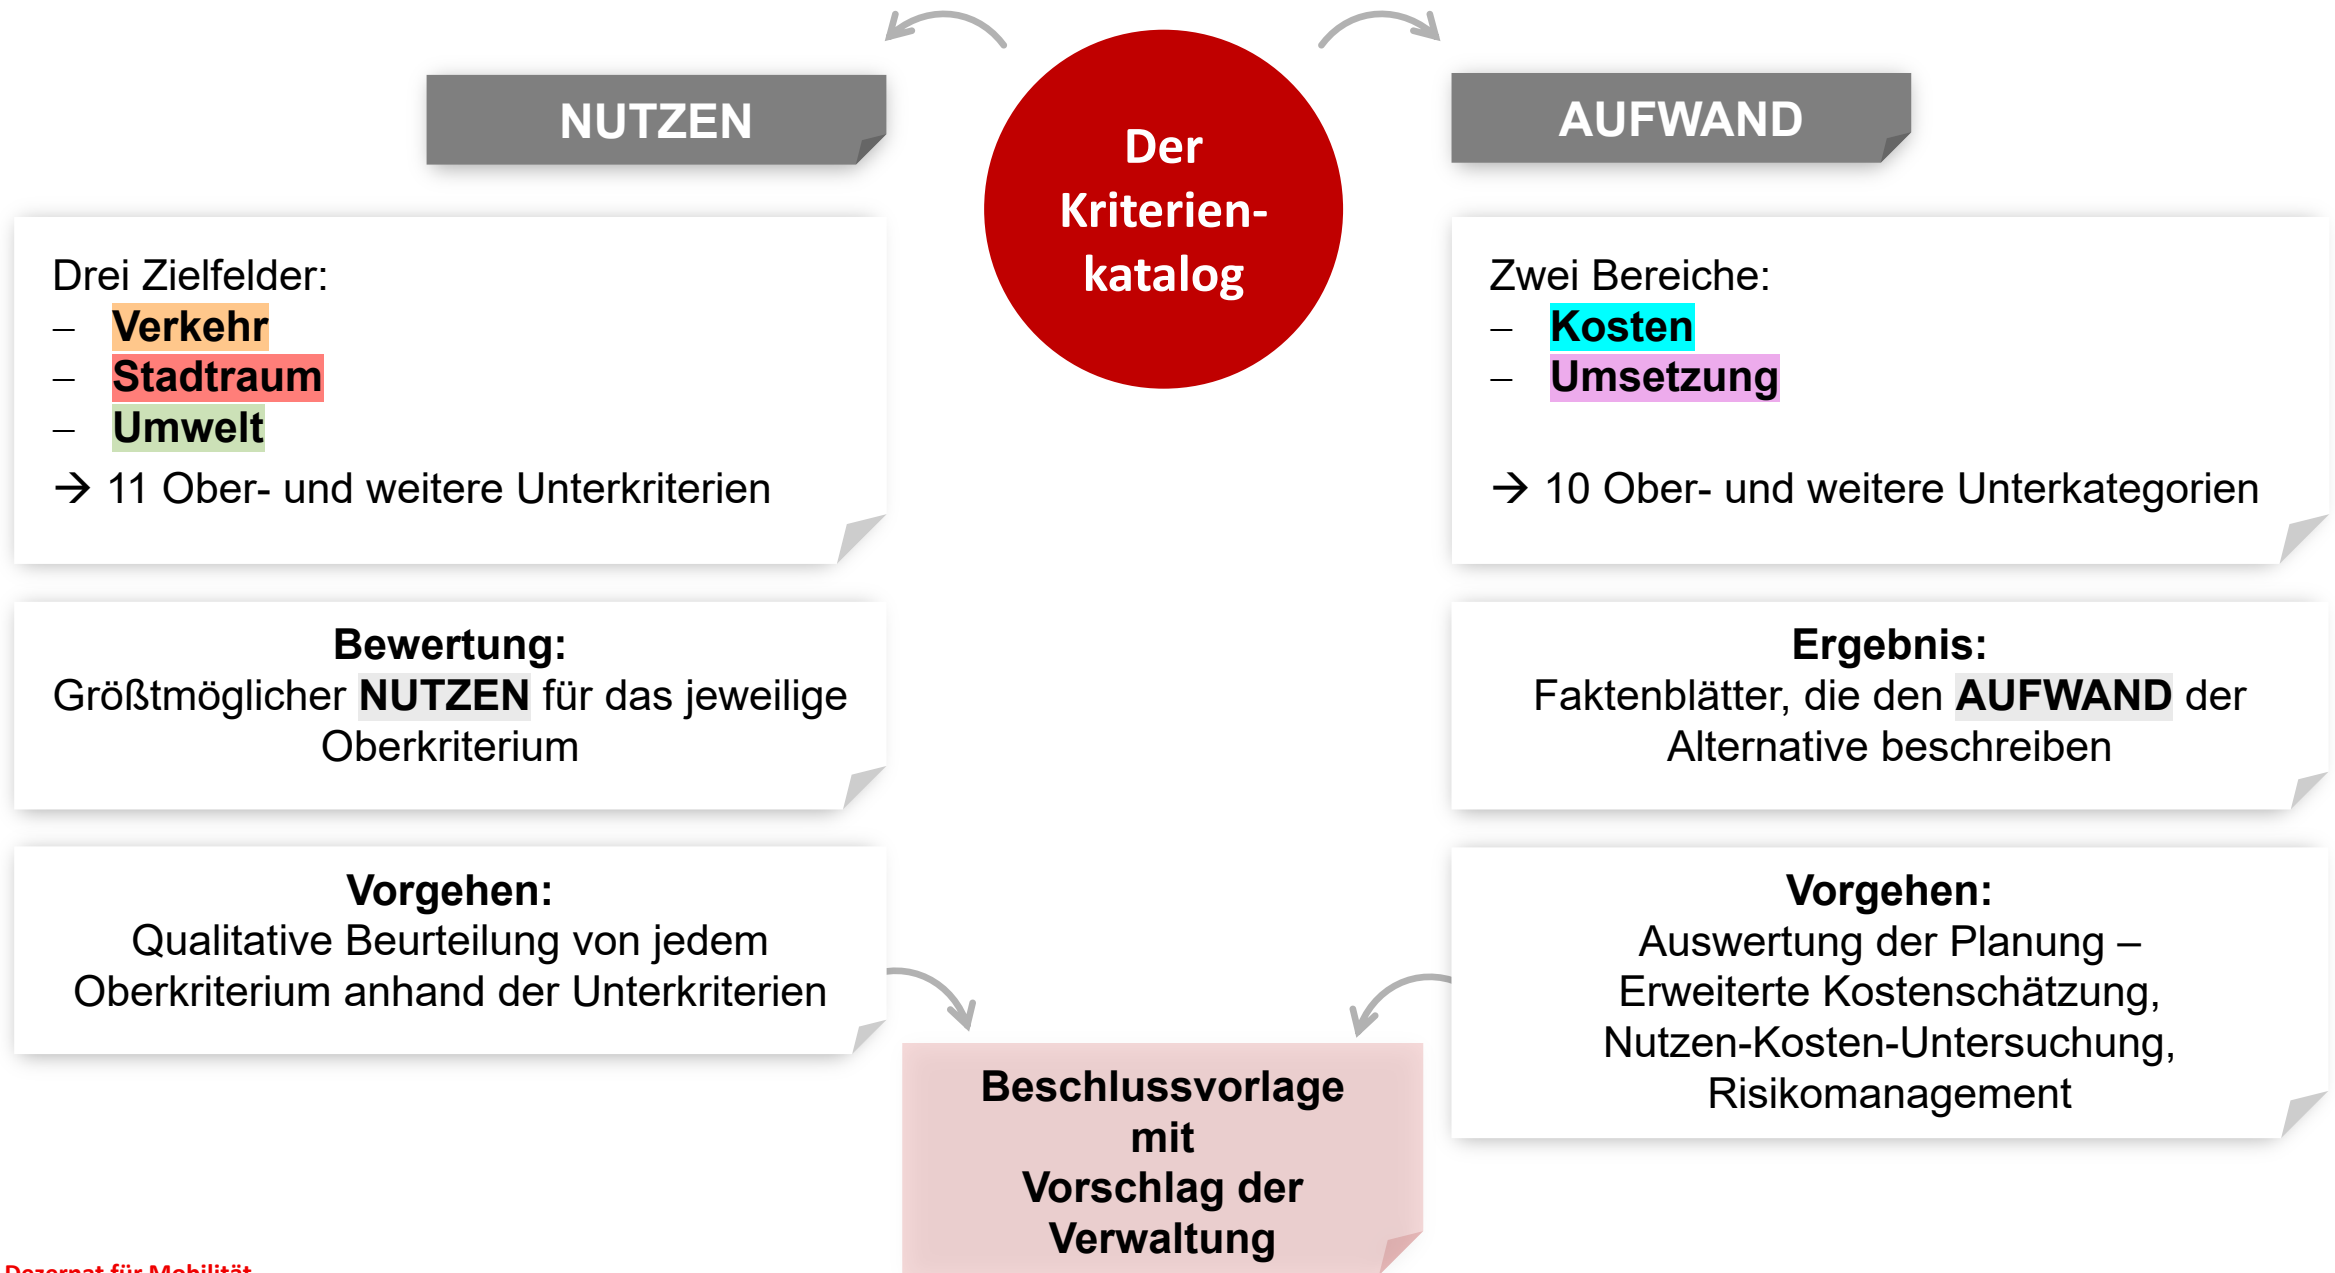 Der
Kriterien-
katalog
NUTZEN
Drei Zielfelder:
– Verkehr
– Stadtraum
– Umwelt
→ 11 Ober- und weitere Unterkriterien
Bewertung:
Größtmöglicher NUTZEN für das jeweilige
Oberkriterium
Vorgehen:
Qualitative Beurteilung von jedem
Oberkriterium anhand der Unterkriterien
AUFWAND
Zwei Bereiche:
– Kosten
– Umsetzung
→ 10 Ober- und weitere Unterkategorien
Ergebnis:
Faktenblätter, die den AUFWAND der
Alternative beschreiben
Vorgehen:
Auswertung der Planung –
Erweiterte Kostenschätzung,
Nutzen-Kosten-Untersuchung,
Risikomanagement
Beschlussvorlage
mit
Vorschlag der
Verwaltung
Dezernat für Mobilität